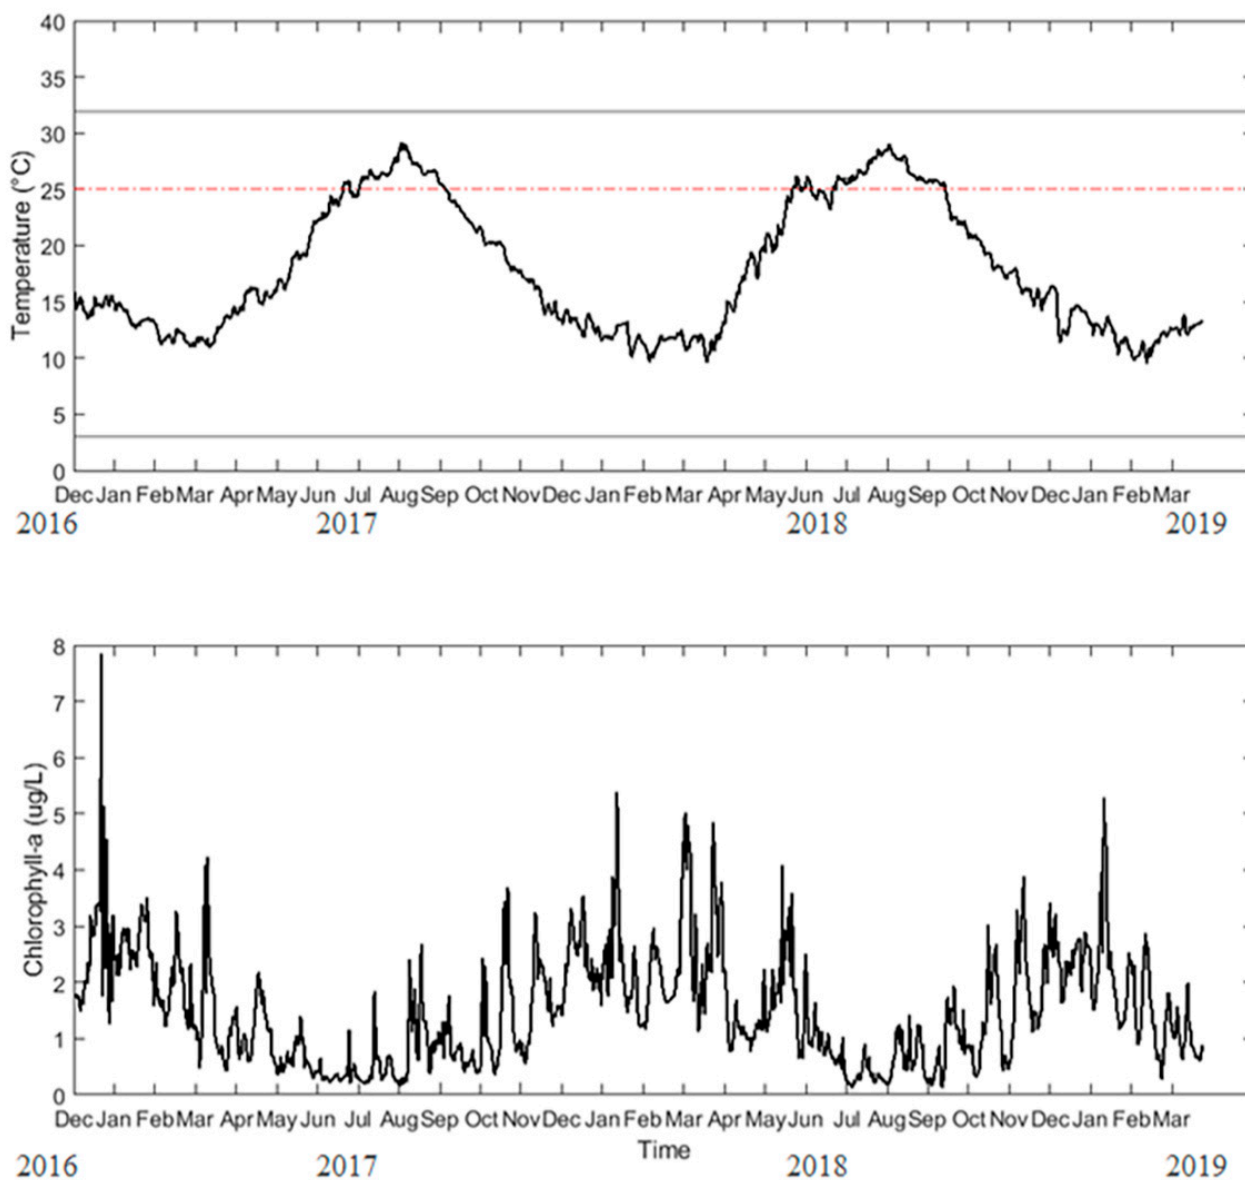 40
35
30
25
20
15
10
5
0
Temperature (°C)
Dec Jan Feb Mar Apr May Jun Jul Aug Sep Oct Nov Dec Jan Feb Mar Apr May Jun Jul Aug Sep Oct Nov Dec Jan Feb Mar
2016 2017 2018 2019
8
7
6
5
4
3
2
1
0
Chlorophyll-a (ug/L)
Dec Jan Feb Mar Apr May Jun Jul Aug Sep Oct Nov Dec Jan Feb Mar Apr May Jun Jul Aug Sep Oct Nov Dec Jan Feb Mar
Time
2016 2017 2018 2019